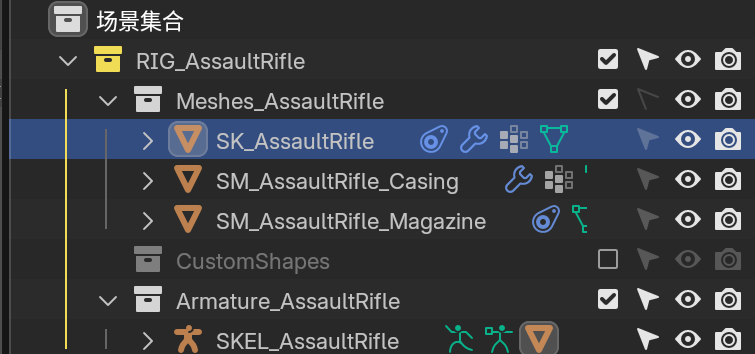 场景集合
RIG_AssaultRifle
Meshes_AssaultRifle
SK_AssaultRifle
SM_AssaultRifle_Casing
SM_AssaultRifle_Magazine
CustomShapes
Armature_AssaultRifle
SKEL_AssaultRifle